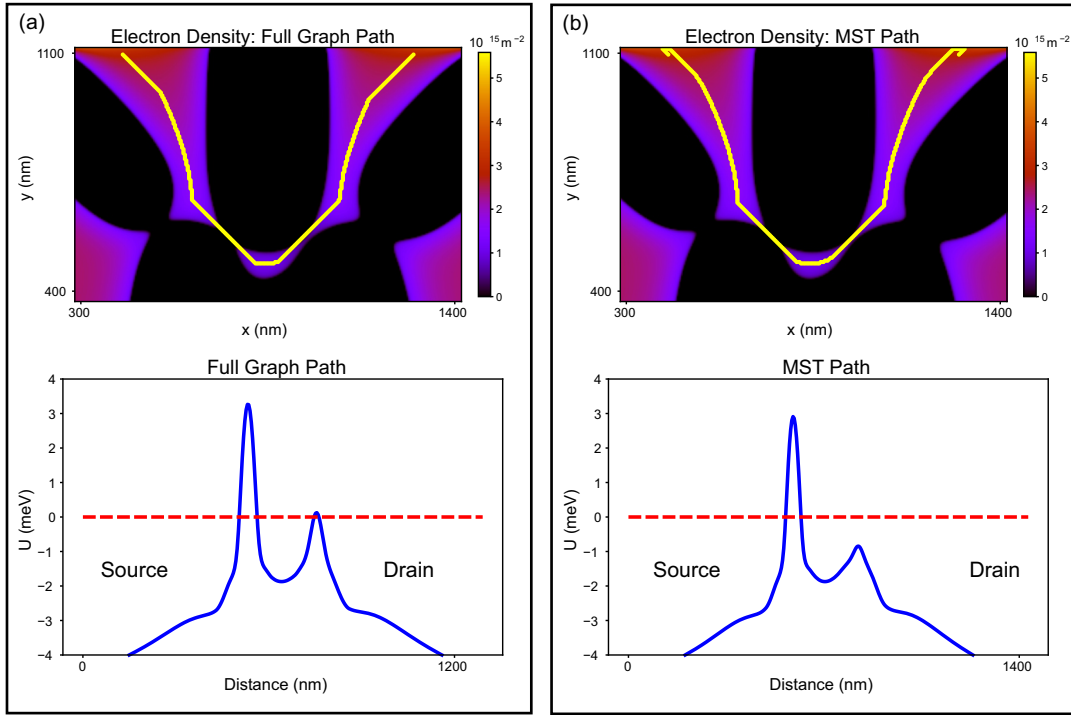 (a)
Electron Density: Full Graph Path
10 15 m-2
1100
y (nm)
400
300
x (nm)
1400
5
4
3
2
1
0
Full Graph Path
4
3
2
1
0
−1
−2
−3
−4
U (meV)
Source
Drain
0
1200
Distance (nm)
(b)
Electron Density: MST Path
10 15 m-2
1100
y (nm)
400
300
x (nm)
1400
5
4
3
2
1
0
MST Path
4
3
2
1
0
−1
−2
−3
−4
U (meV)
Source
Drain
0
1400
Distance (nm)